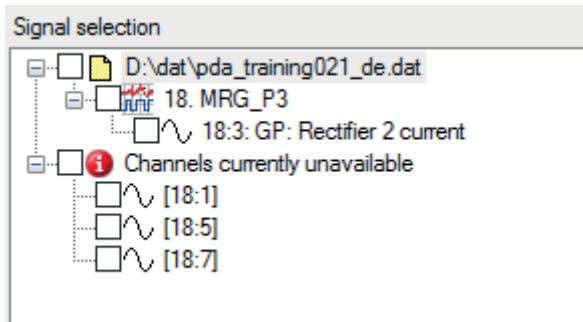 Signal selection
D:\dat\pda_training021_de.dat
18. MRG_P3
18:3: GP: Rectifier 2 current
Channels currently unavailable
[18:1]
[18:5]
[18:7]